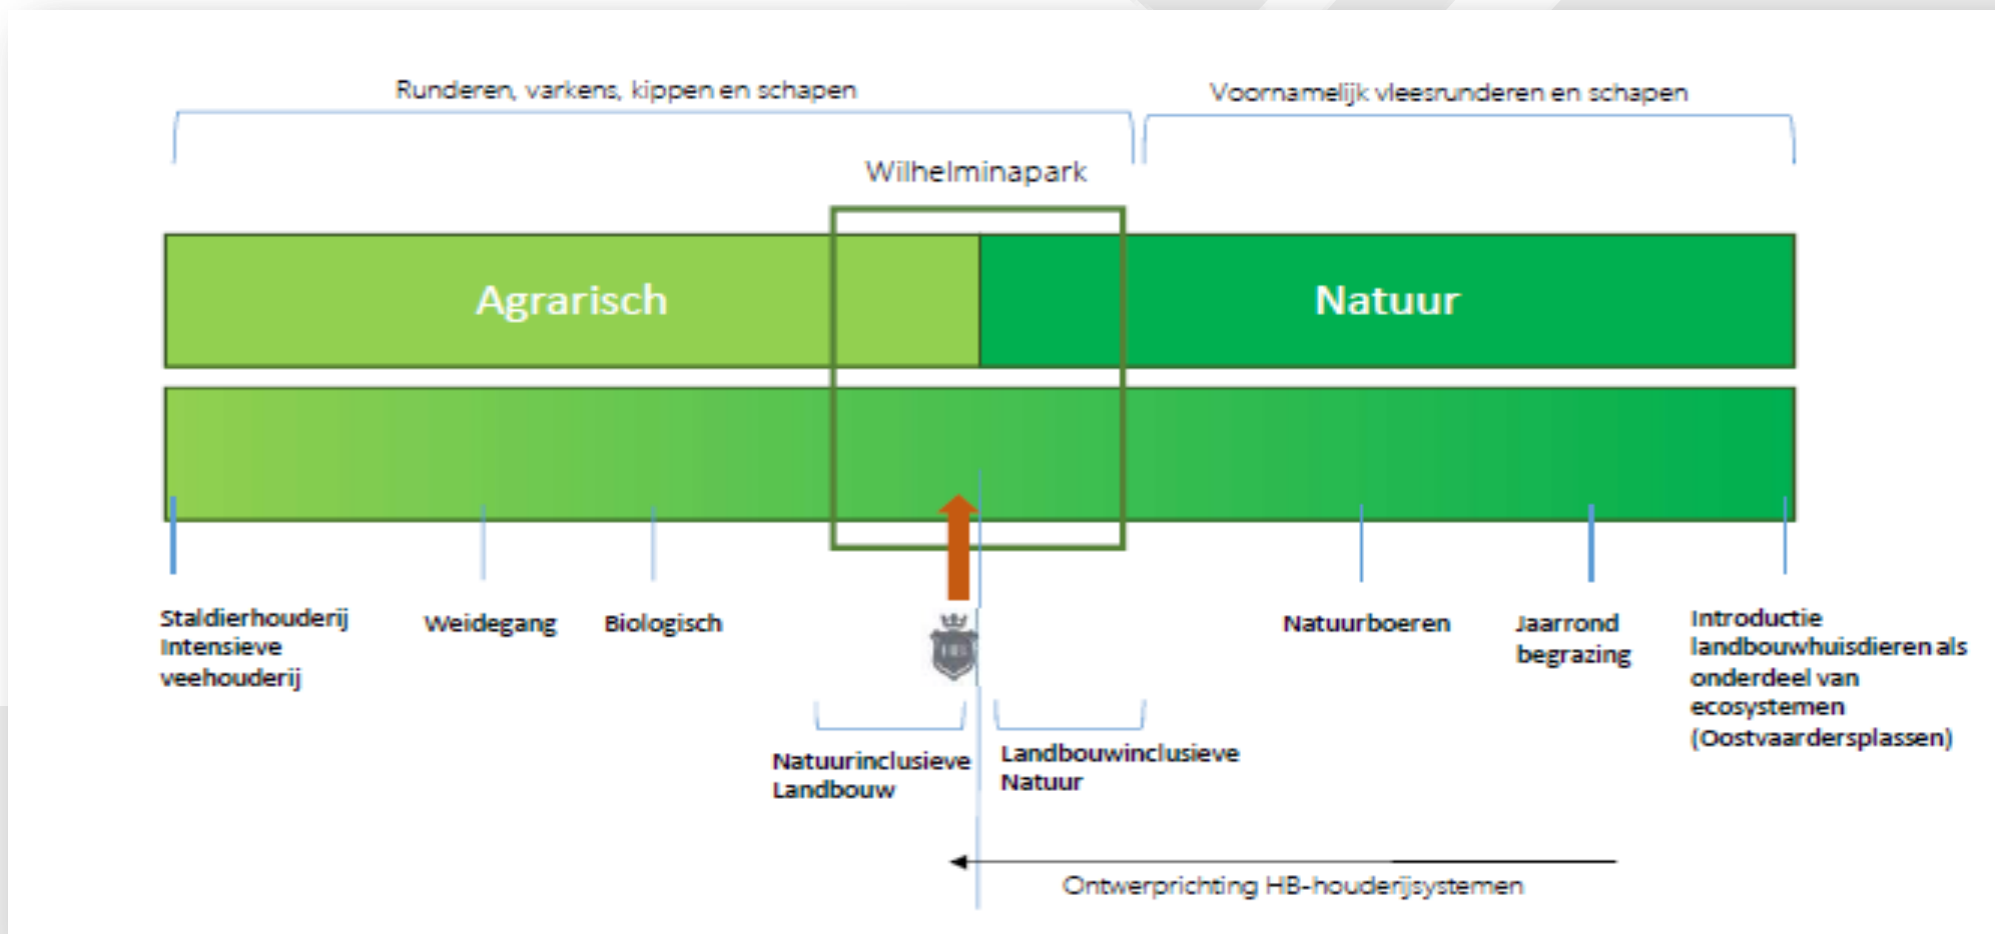 Runderen, varkens, kippen en schapen
Voornamelijk vleesrunderen en schapen
Wilhelminapark
Agrarisch
Natuur
Staldierhouderij
Intensieve
veehouderij
Weidegang
Biologisch
HB
Natuurboeren
Jaarrond
begrazing
Introductie
landbouwhuisdieren als
onderdeel van
ecosystemen
(Oostvaardersplassen)
Natuurinclusieve
Landbouw
Landbouwinclusieve
Natuur
Ontwerprichting HB-houderijsystemen